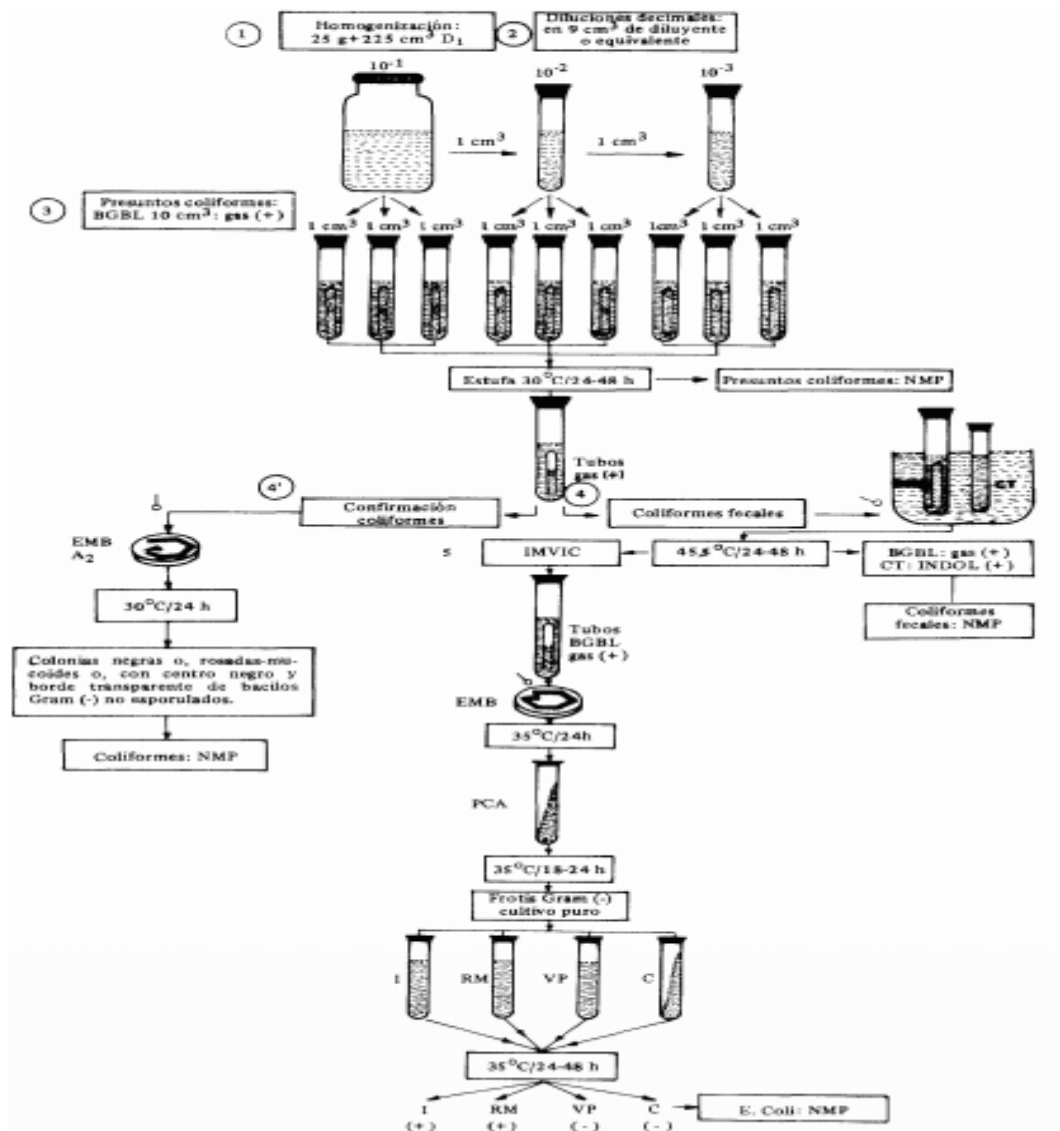 1
Homogenización:
25 g+225 cm³ D₁
2
Diluciones decimales:
en 9 cm³ de diluyente
o equivalente
10⁻¹
10⁻²
10⁻³
1 cm³
1 cm³
3
Presuntos coliformes:
BGBL 10 cm³: gas (+)
1 cm³ 1 cm³ 1 cm³ 1 cm³ 1 cm³ 1 cm³ 1cm³ 1 cm³ 1 cm³
Estufa 30°C/24-48 h
Presuntos coliformes: NMP
Tubos
gas (+)
4'
4
Confirmación
coliformes
Coliformes fecales
CT
EMB
A₂
5
IMVIC
45,5°C/24-48 h
BGBL: gas (+)
CT: INDOL (+)
30°C/24 h
Coliformes
fecales: NMP
Tubos
BGBL
gas (+)
Colonias negras o, rosadas-mu-
coides o, con centro negro y
borde transparente de bacilos
Gram (-) no esporulados.
EMB
35°C/24h
Coliformes: NMP
PCA
35°C/18-24 h
Frotis Gram (-)
cultivo puro
I
RM
VP
C
35°C/24-48 h
I RM VP C
(+) (+) (-) (-)
E. Coli: NMP